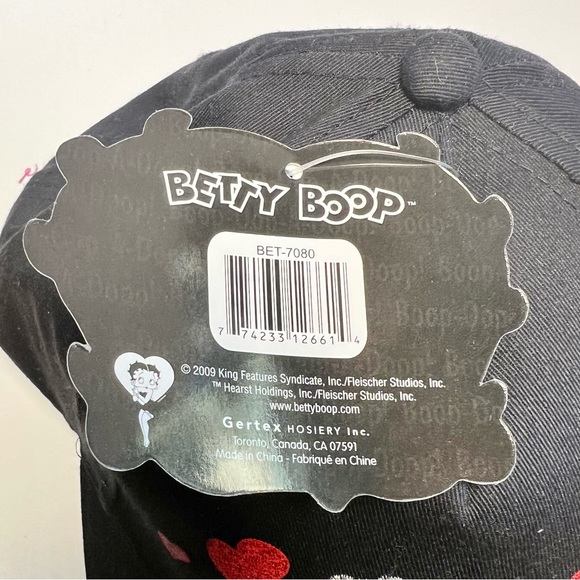 BETTY BOOP™
BET-7080
7 74233 12661 4
© 2009 King Features Syndicate, Inc./Fleischer Studios, Inc.
™ Hearst Holdings, Inc./Fleischer Studios, Inc.
www.bettyboop.com
Gertex HOSIERY Inc.
Toronto, Canada, CA 07591
Made in China - Fabriqué en Chine